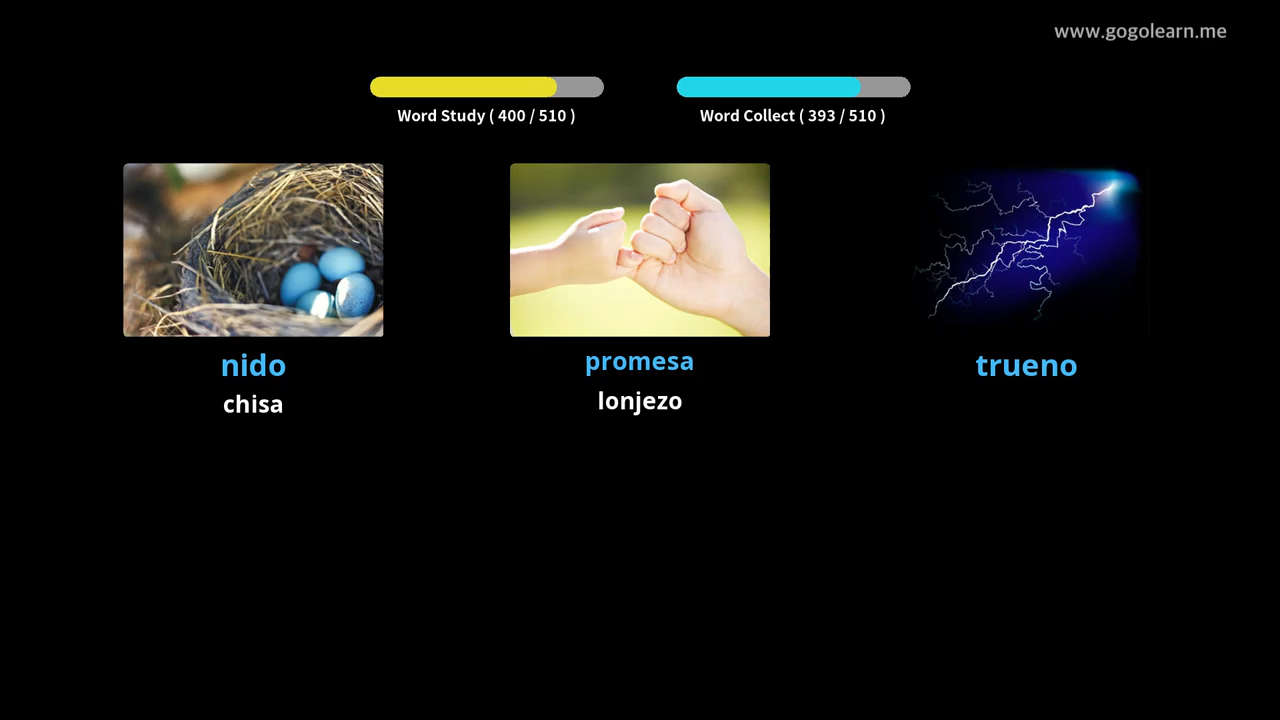 www.gogolearn.me
Word Study ( 400 / 510 )
Word Collect ( 393 / 510 )
nido
chisa
promesa
lonjezo
trueno